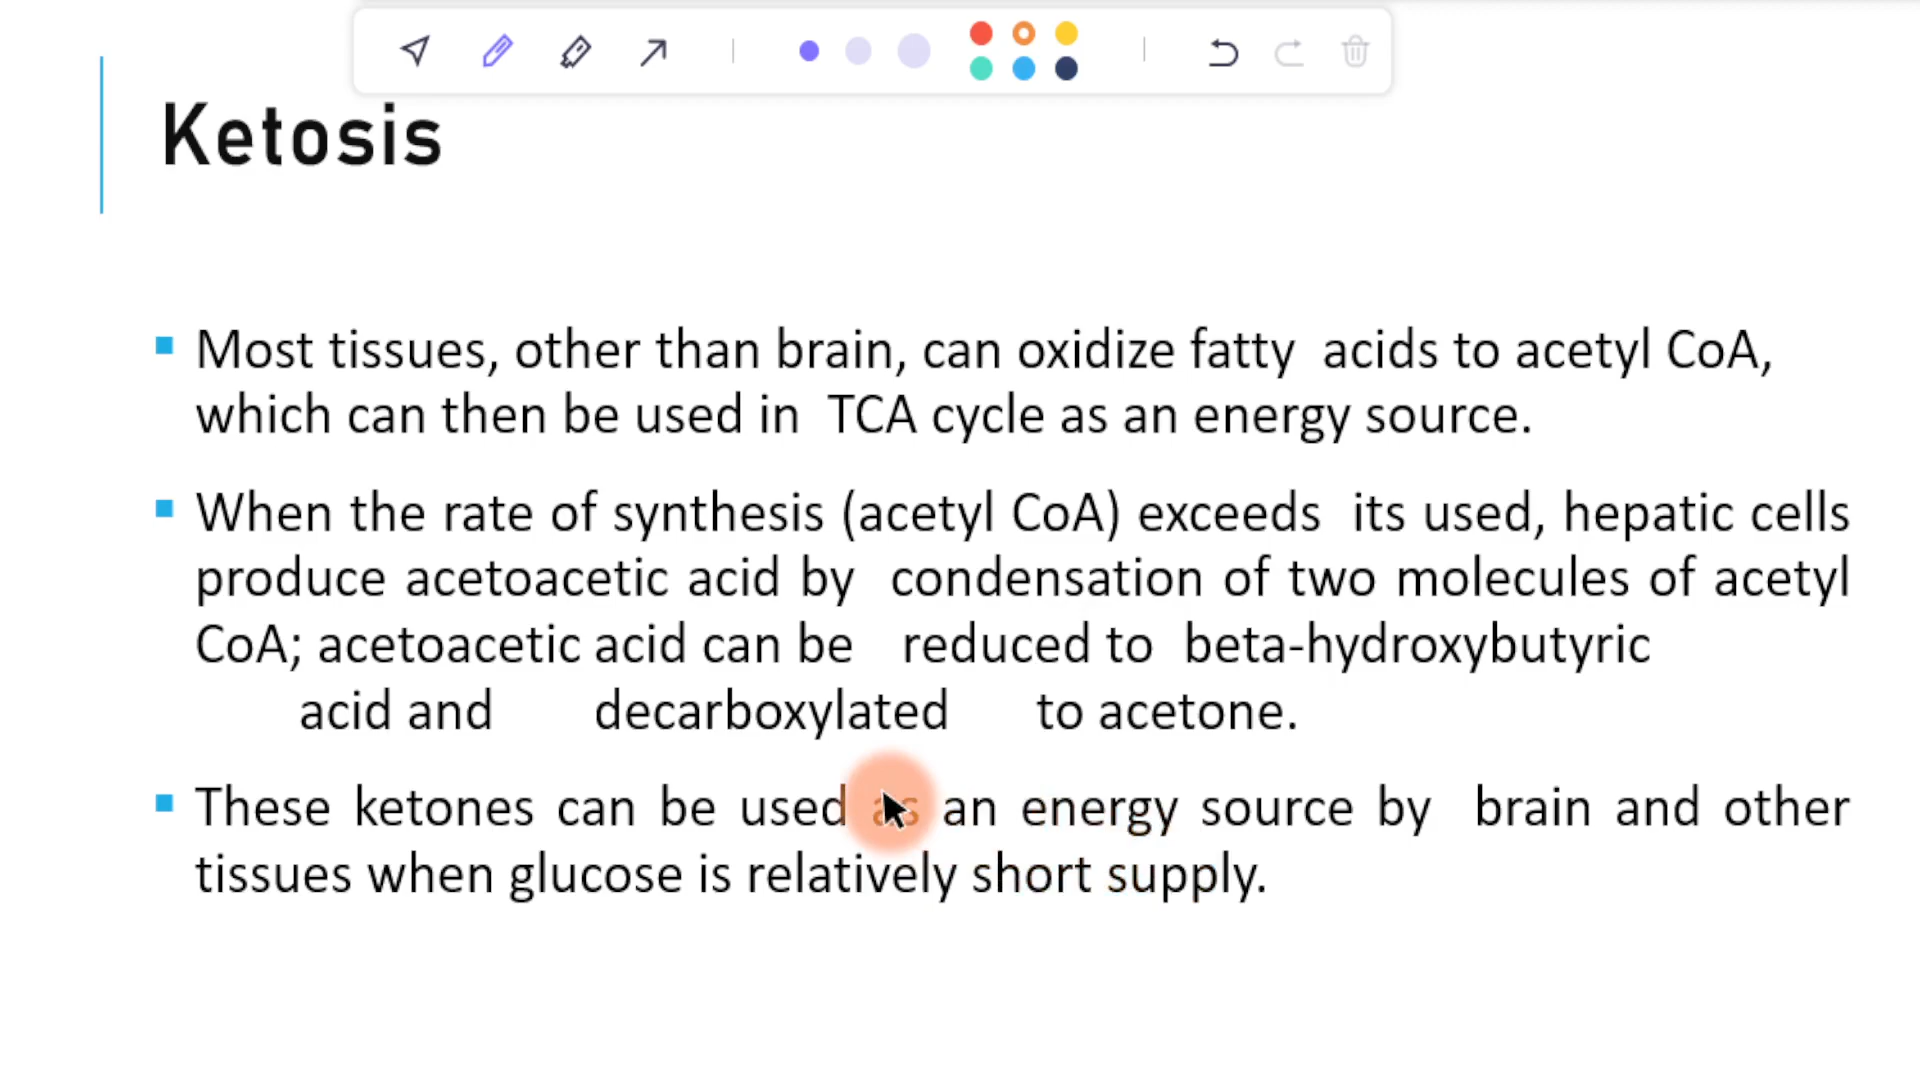 Ketosis
Most tissues, other than brain, can oxidize fatty acids to acetyl CoA,
which can then be used in TCA cycle as an energy source.
When the rate of synthesis (acetyl CoA) exceeds its used, hepatic cells
produce acetoacetic acid by condensation of two molecules of acetyl
CoA; acetoacetic acid can be reduced to beta-hydroxybutyric
acid and decarboxylated to acetone.
These ketones can be used as an energy source by brain and other
tissues when glucose is relatively short supply.